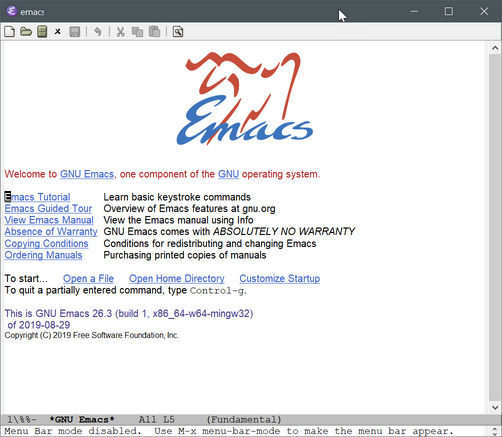 emacs
Emacs
Welcome to GNU Emacs, one component of the GNU operating system.
Emacs Tutorial Learn basic keystroke commands
Emacs Guided Tour Overview of Emacs features at gnu.org
View Emacs Manual View the Emacs manual using Info
Absence of Warranty GNU Emacs comes with ABSOLUTELY NO WARRANTY
Copying Conditions Conditions for redistributing and changing Emacs
Ordering Manuals Purchasing printed copies of manuals
To start... Open a File Open Home Directory Customize Startup
To quit a partially entered command, type Control-g.
This is GNU Emacs 26.3 (build 1, x86_64-w64-mingw32)
of 2019-08-29
Copyright (C) 2019 Free Software Foundation, Inc.
1\%%- *GNU Emacs* All L5 (Fundamental)
Menu Bar mode disabled. Use M-x menu-bar-mode to make the menu bar appear.